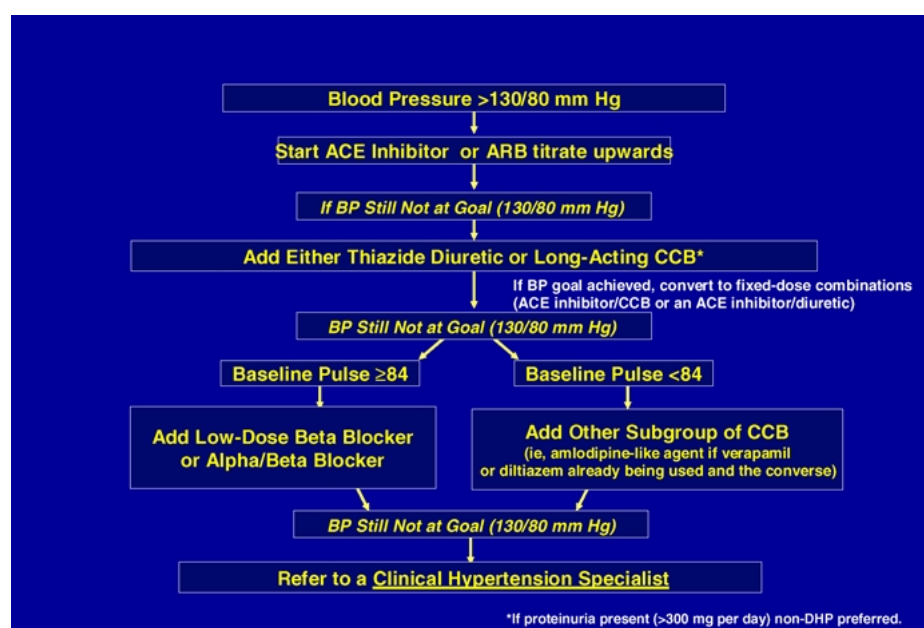 Blood Pressure >130/80 mm Hg
Start ACE Inhibitor or ARB titrate upwards
If BP Still Not at Goal (130/80 mm Hg)
Add Either Thiazide Diuretic or Long-Acting CCB*
If BP goal achieved, convert to fixed-dose combinations
(ACE inhibitor/CCB or an ACE inhibitor/diuretic)
BP Still Not at Goal (130/80 mm Hg)
Baseline Pulse ≥84
Baseline Pulse <84
Add Low-Dose Beta Blocker
or Alpha/Beta Blocker
Add Other Subgroup of CCB
(ie, amlodipine-like agent if verapamil
or diltiazem already being used and the converse)
BP Still Not at Goal (130/80 mm Hg)
Refer to a Clinical Hypertension Specialist
*If proteinuria present (>300 mg per day) non-DHP preferred.